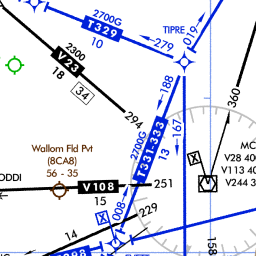 2700G
T329
10
TIPRE
279
019
2300
V23
18
34
294
188
167
360
2700G
T331-333
13
Wallom Fld Pvt
(8CA8)
56 - 35
X
MC
V28 40
V113 40
V244 3
ODDI
V108
251
15
X
008
229
14
158